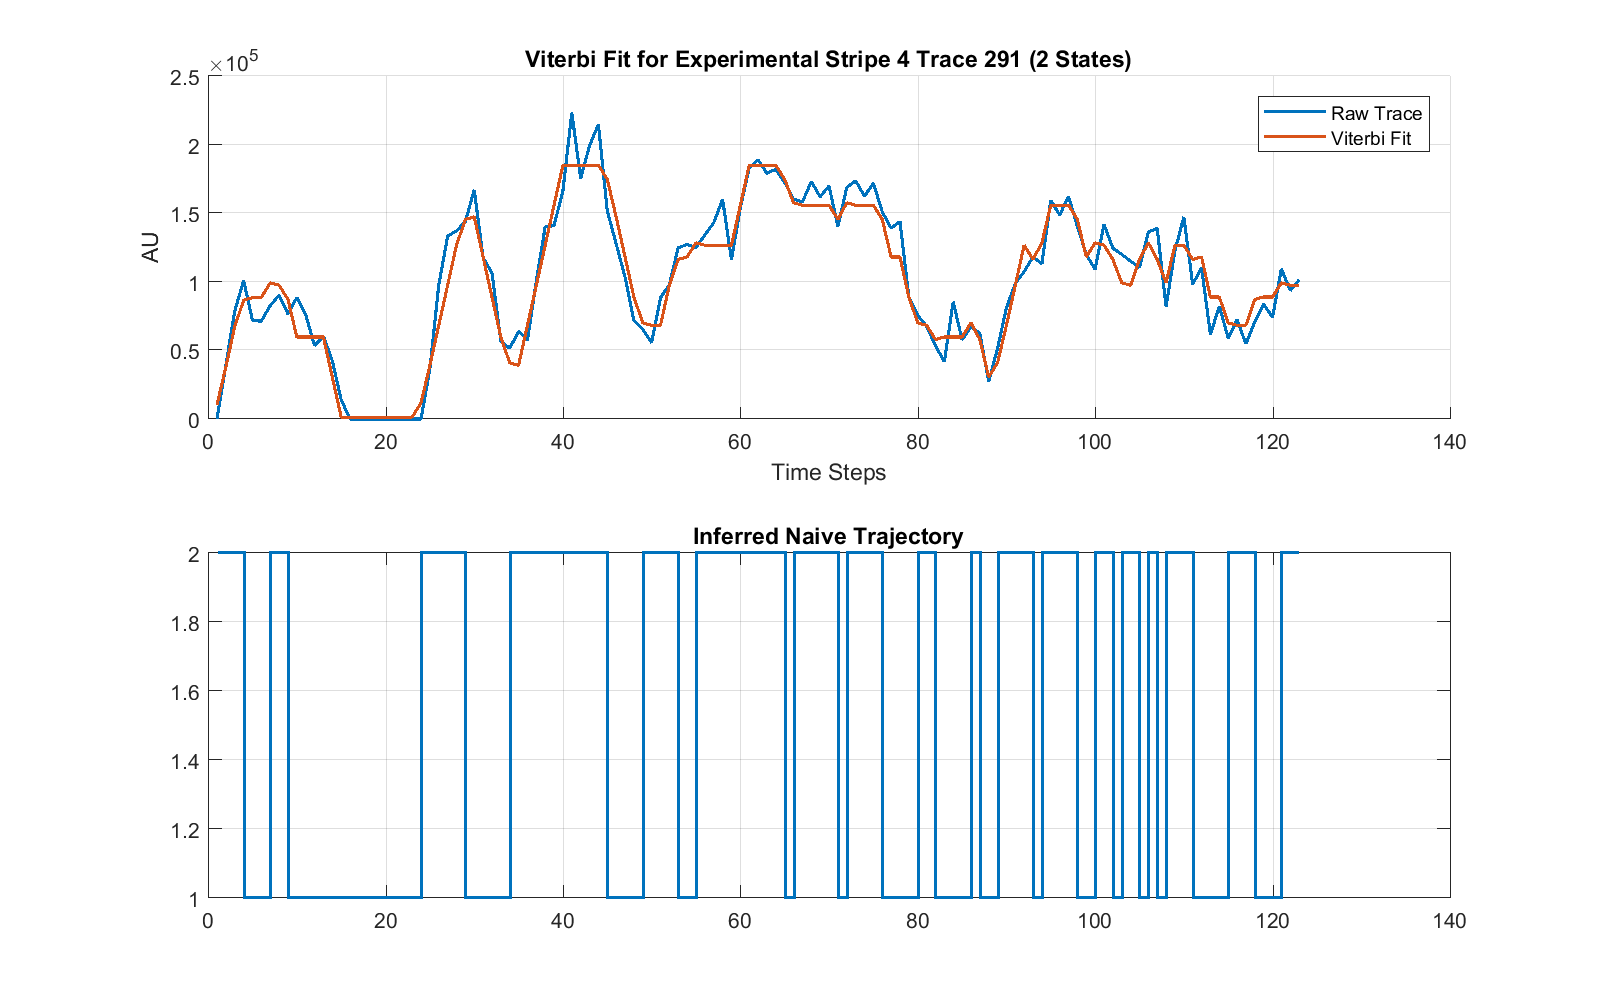 Viterbi Fit for Experimental Stripe 4 Trace 291 (2 States)
×10^5
2.5
2
1.5
1
0.5
0
AU
0 20 40 60 80 100 120 140
Time Steps
Raw Trace
Viterbi Fit
Inferred Naive Trajectory
2
1.8
1.6
1.4
1.2
1
0 20 40 60 80 100 120 140